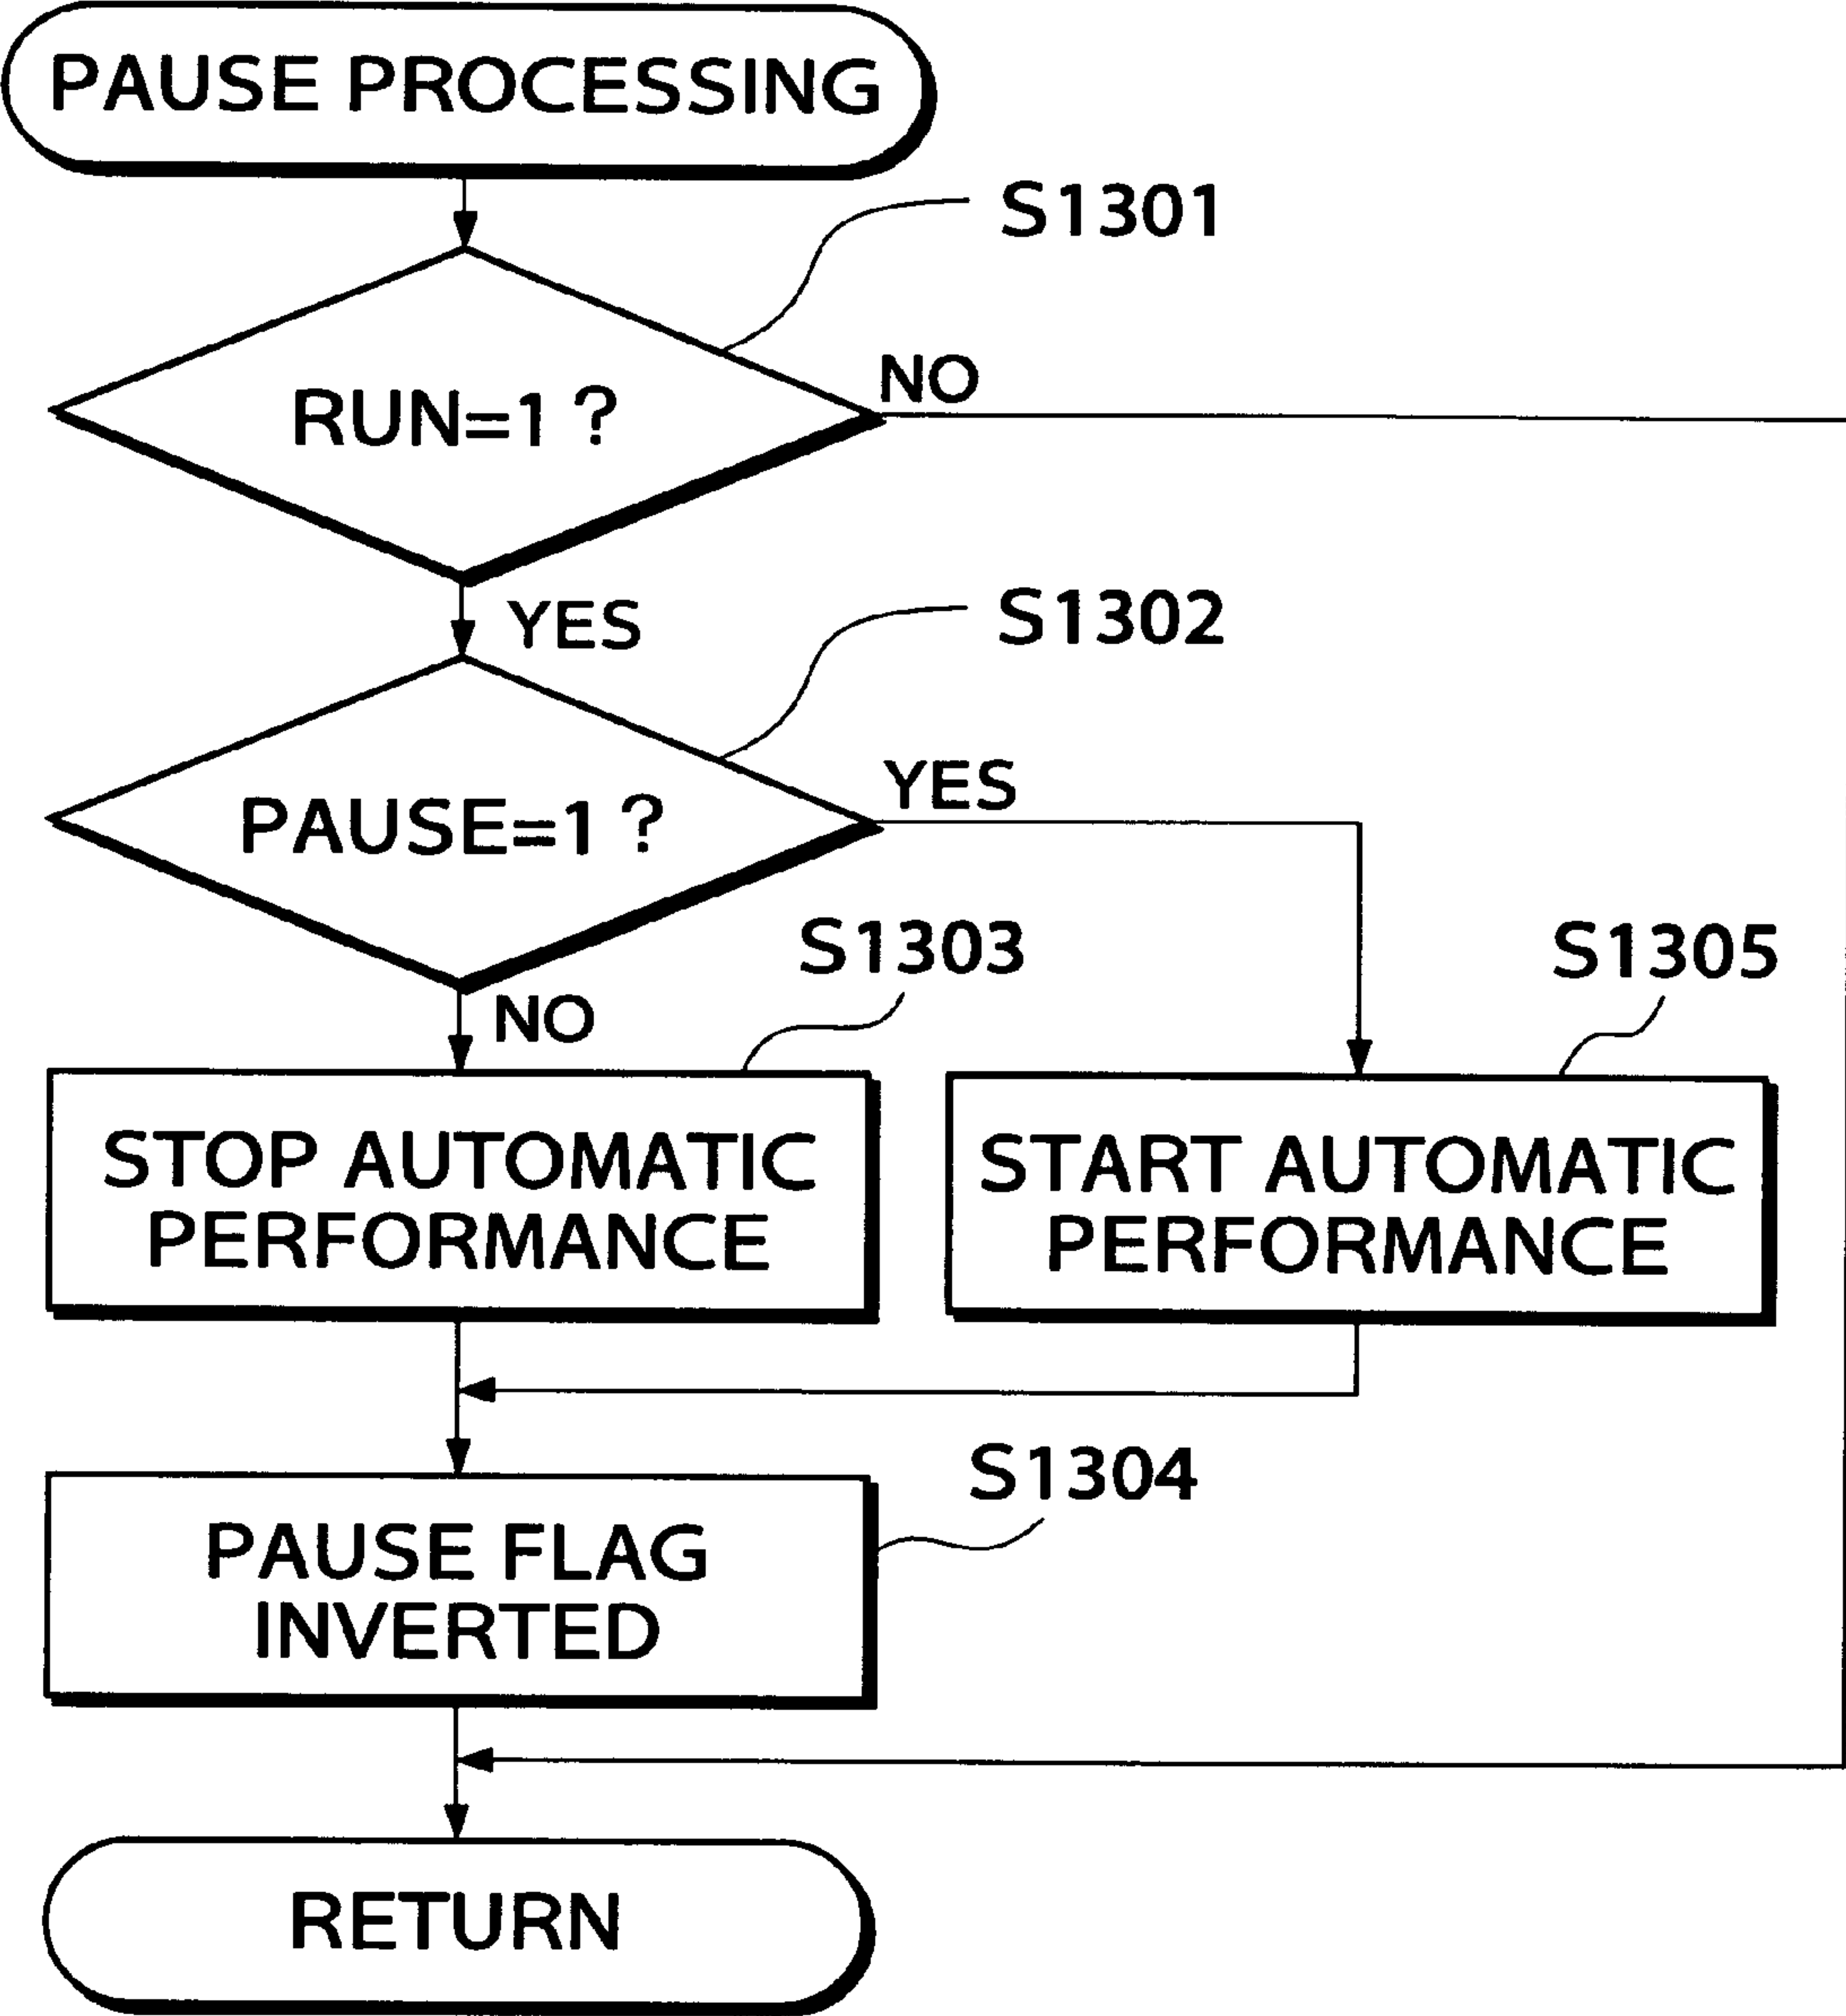 PAUSE PROCESSING
S1301
RUN=1 ?
NO
YES
S1302
PAUSE=1 ?
YES
NO
S1303
S1305
STOP AUTOMATIC
PERFORMANCE
START AUTOMATIC
PERFORMANCE
S1304
PAUSE FLAG
INVERTED
RETURN